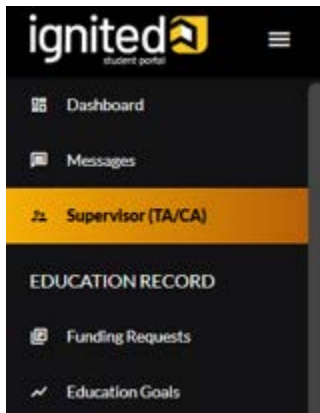 ignited
student portal
Dashboard
Messages
Supervisor (TA/CA)
EDUCATION RECORD
Funding Requests
Education Goals